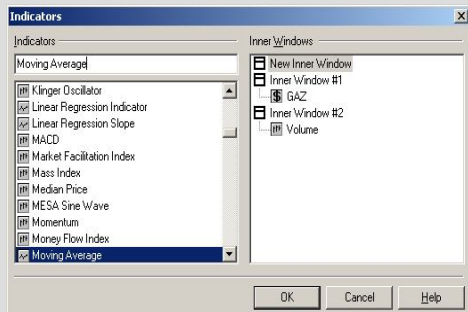 Indicators
Indicators
Moving Average
Klinger Oscillator
Linear Regression Indicator
Linear Regression Slope
MACD
Market Facilitation Index
Mass Index
Median Price
MESA Sine Wave
Momentum
Money Flow Index
Moving Average
Inner Windows
New Inner Window
Inner Window #1
GAZ
Inner Window #2
Volume
OK
Cancel
Help